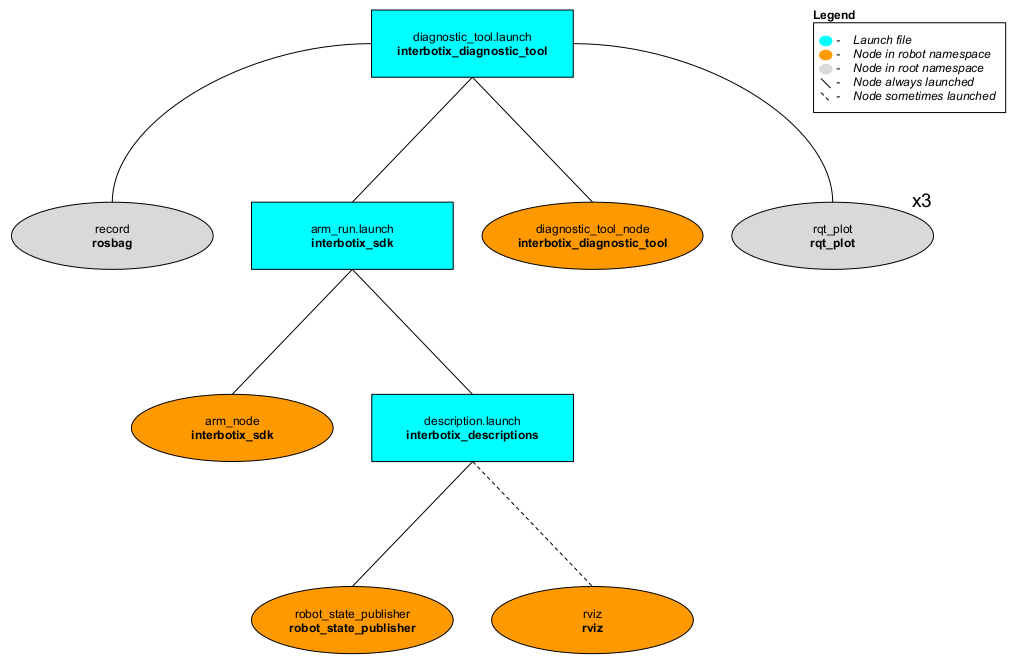 diagnostic_tool.launch
interbotix_diagnostic_tool
Legend
- Launch file
- Node in robot namespace
- Node in root namespace
- Node always launched
- Node sometimes launched
record
rosbag
arm_run.launch
interbotix_sdk
diagnostic_tool_node
interbotix_diagnostic_tool
x3
rqt_plot
rqt_plot
arm_node
interbotix_sdk
description.launch
interbotix_descriptions
robot_state_publisher
robot_state_publisher
rviz
rviz